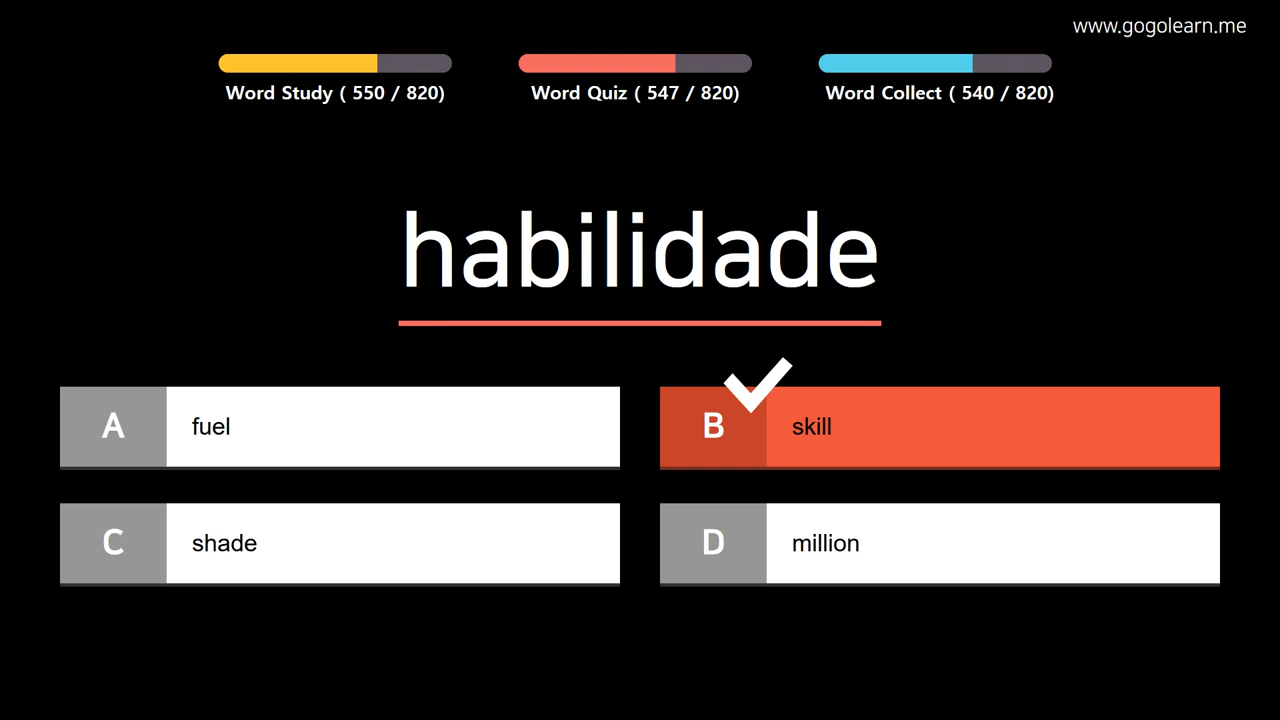 www.gogolearn.me
Word Study ( 550 / 820)
Word Quiz ( 547 / 820)
Word Collect ( 540 / 820)
habilidade
A fuel
B skill
C shade
D million